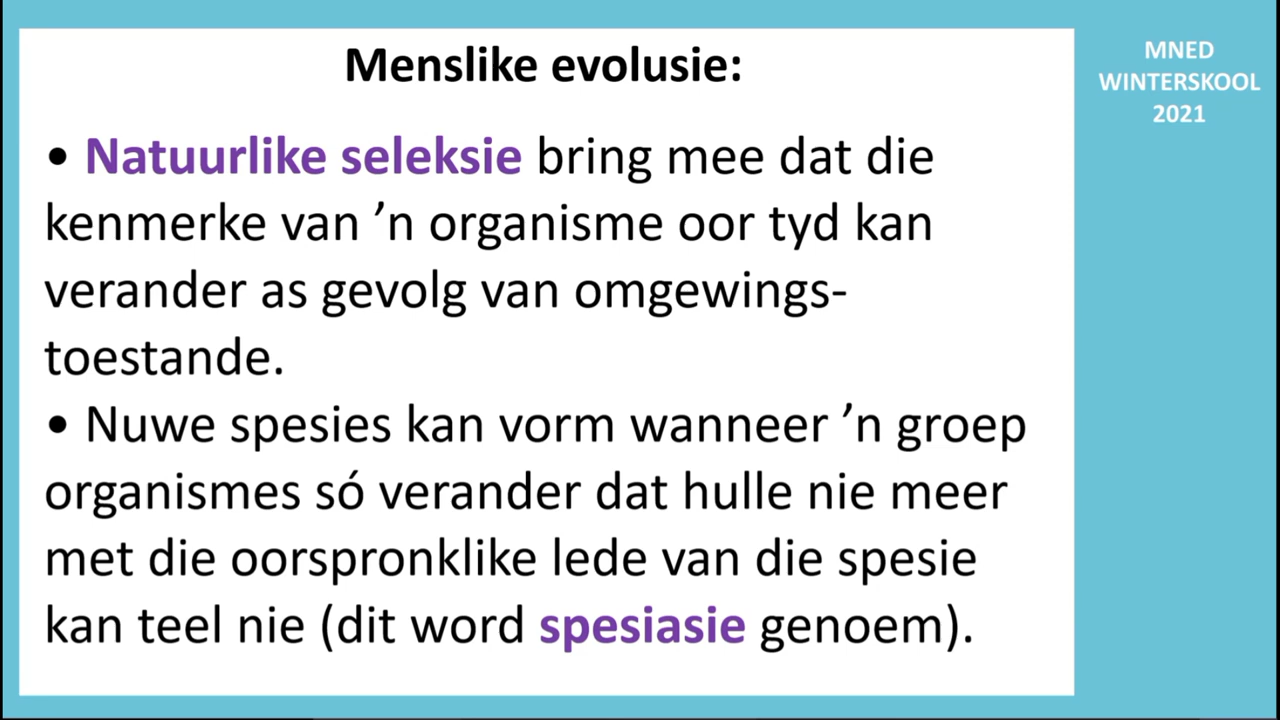 Menslike evolusie:
• Natuurlike seleksie bring mee dat die
kenmerke van ’n organisme oor tyd kan
verander as gevolg van omgewings-
toestande.
• Nuwe spesies kan vorm wanneer ’n groep
organismes só verander dat hulle nie meer
met die oorspronklike lede van die spesie
kan teel nie (dit word spesiasie genoem).
MNED
WINTERSKOOL
2021